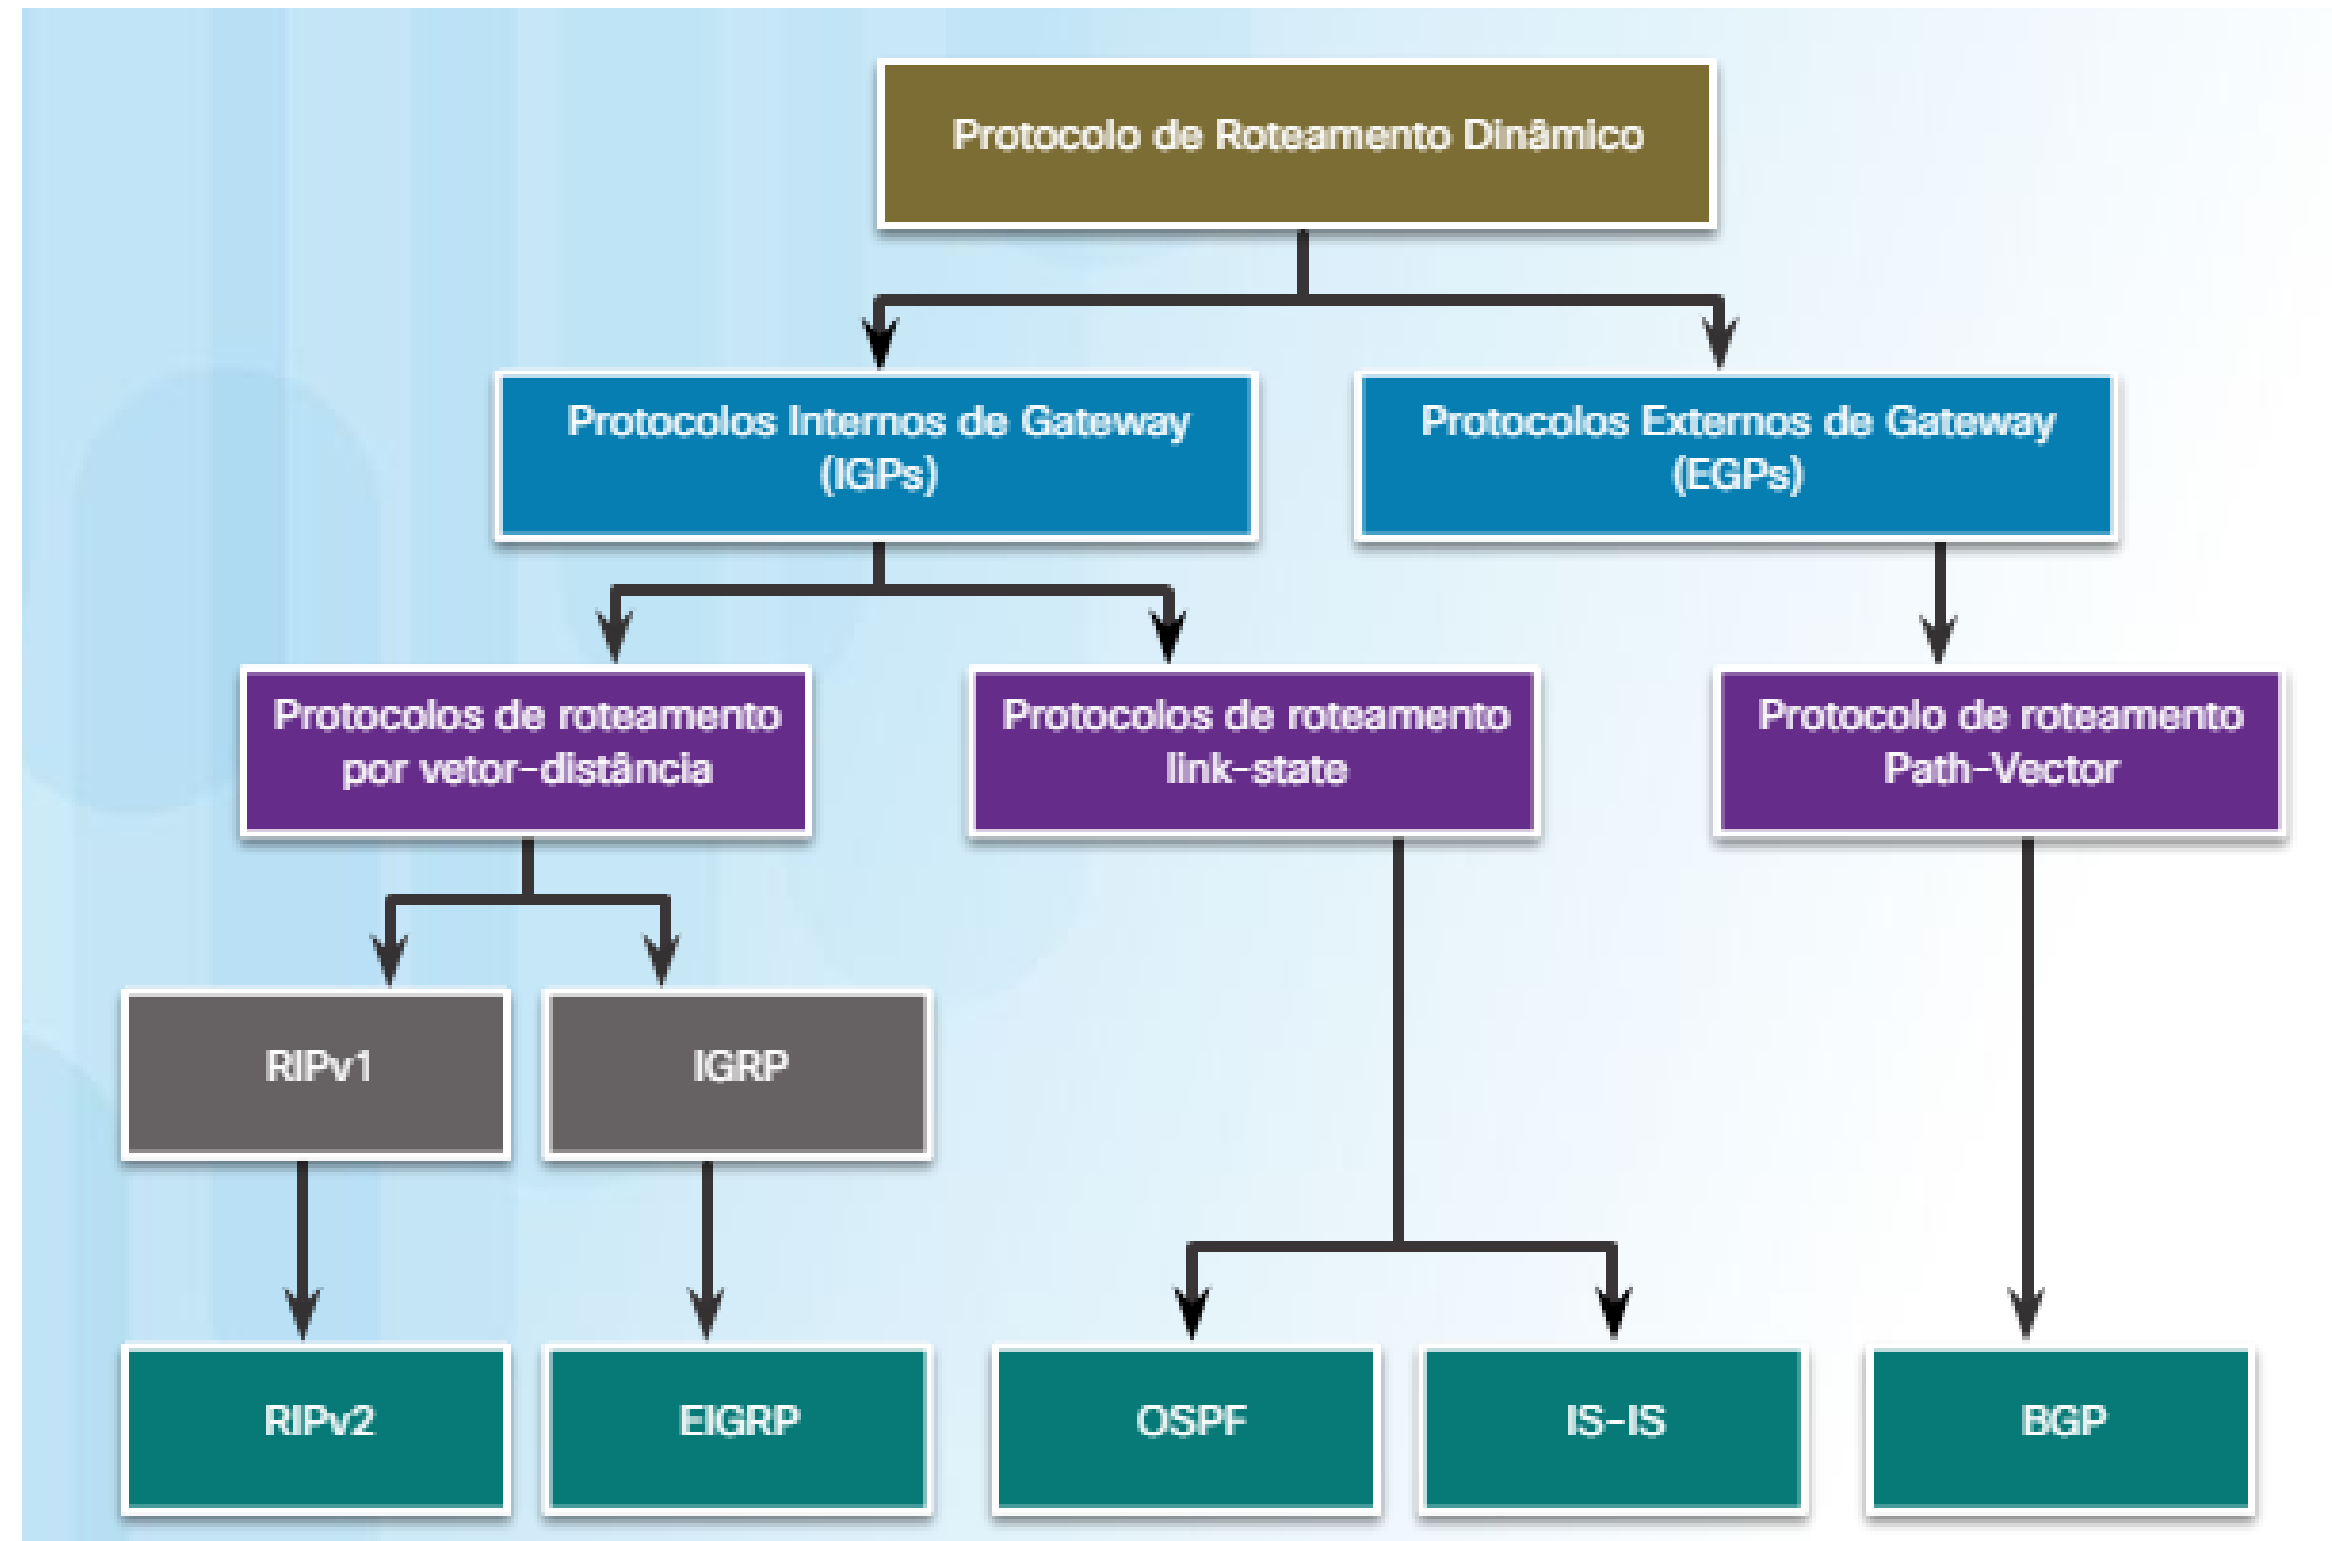 Protocolo de Roteamento Dinâmico
Protocolos Internos de Gateway
(IGPs)
Protocolos Externos de Gateway
(EGPs)
Protocolos de roteamento
por vetor-distância
Protocolos de roteamento
link-state
Protocolo de roteamento
Path-Vector
RIPv1
IGRP
RIPv2
EIGRP
OSPF
IS-IS
BGP